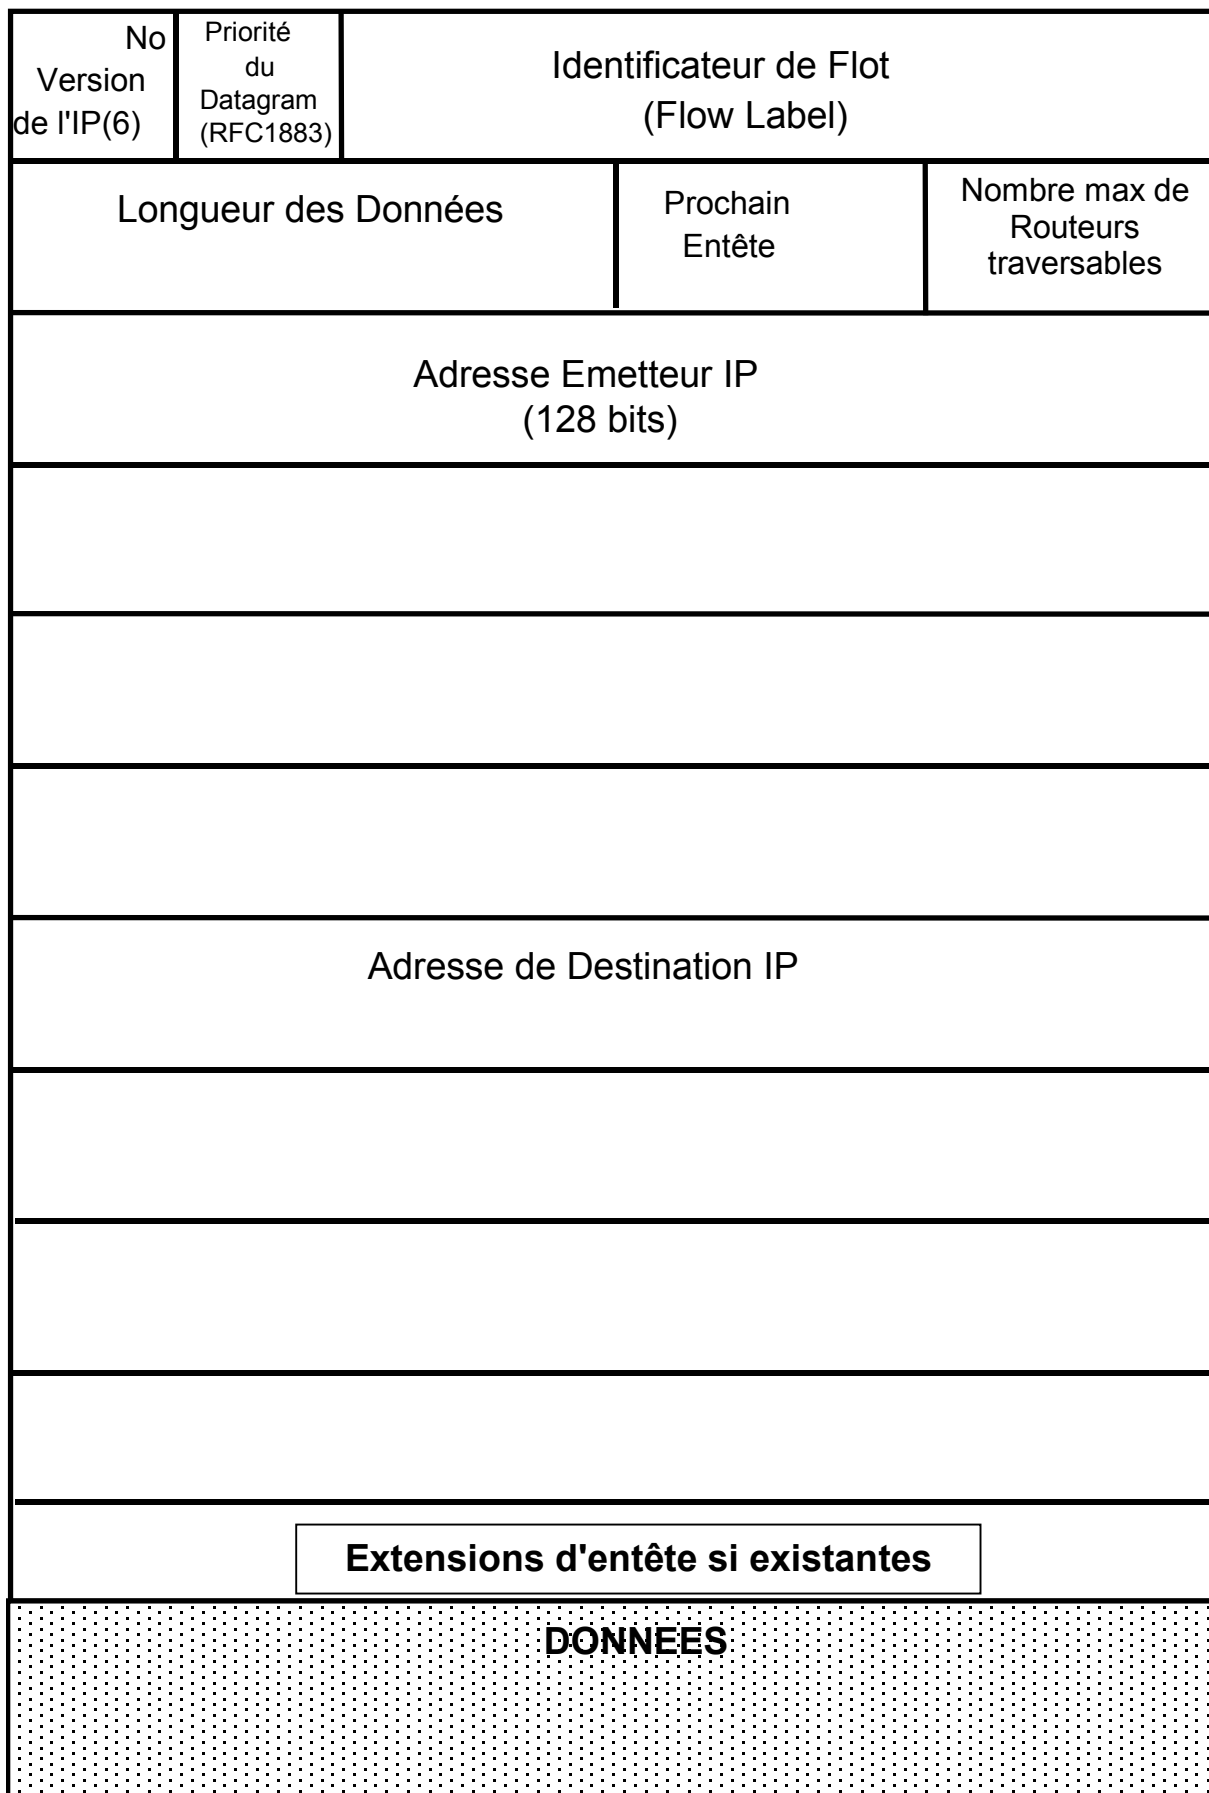 No
Version
de l'IP(6)
Priorité
du
Datagram
(RFC1883)
Identificateur de Flot
(Flow Label)
Longueur des Données
Prochain
Entête
Nombre max de
Routeurs
traversables
Adresse Emetteur IP
(128 bits)
Adresse de Destination IP
Extensions d'entête si existantes
DONNEES